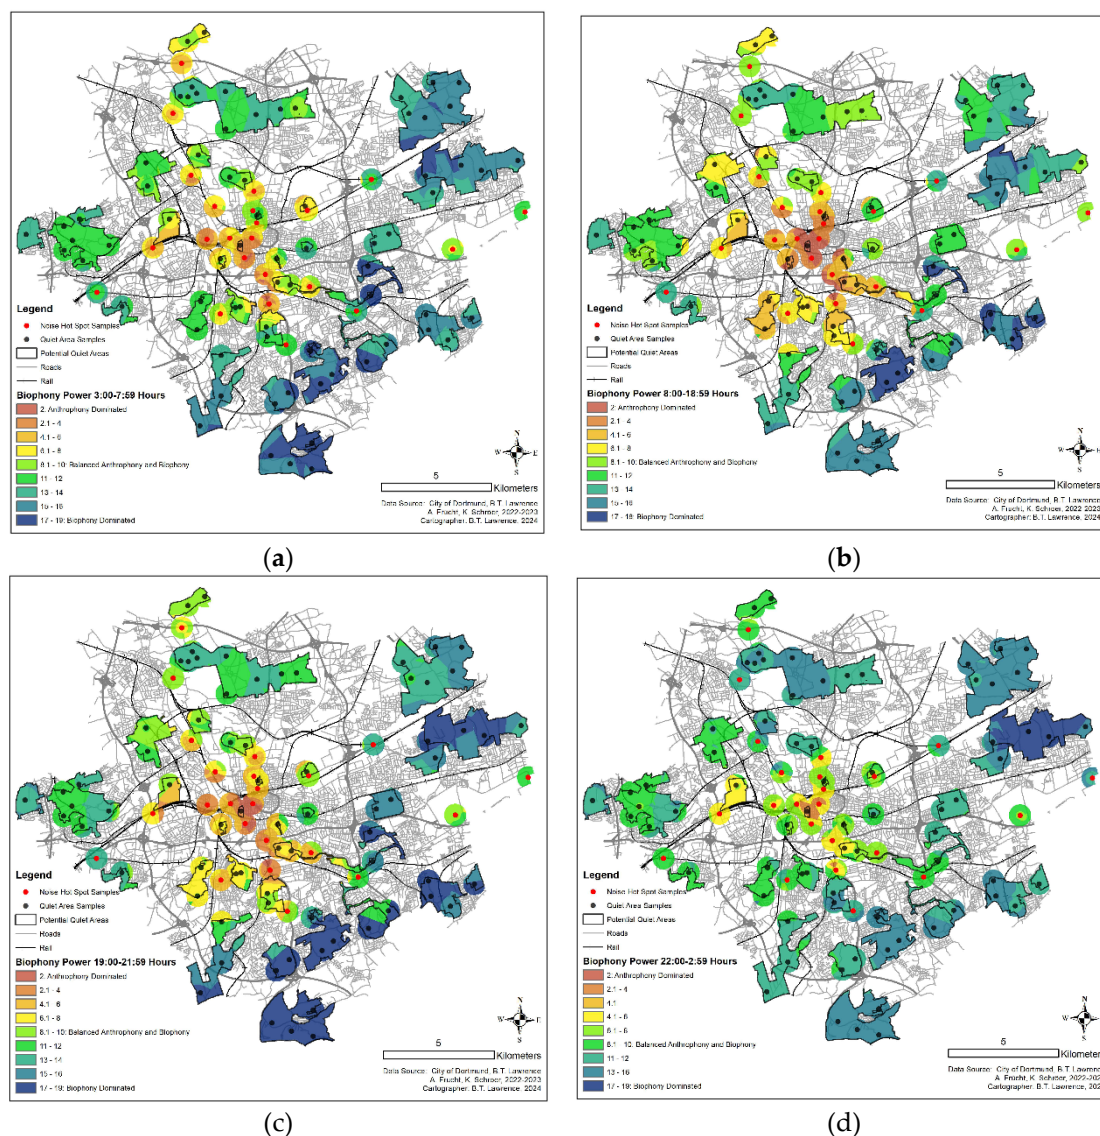 Legend
Noise Hot Spot Samples
Quiet Area Samples
Potential Quiet Areas
Roads
Rail
Biophony Power 3:00-7:59 Hours
2: Anthrophony Dominated
2.1 - 4
4.1 - 6
6.1 - 8
8.1 - 10: Balanced Anthrophony and Biophony
11 - 12
13 - 14
15 - 16
17 - 19: Biophony Dominated
N
W E
S
5
Kilometers
Data Source: City of Dortmund, B.T. Lawrence
A. Frucht, K. Schroer, 2022-2023
Cartographer: B.T. Lawrence, 2024
(a)
Legend
Noise Hot Spot Samples
Quiet Area Samples
Potential Quiet Areas
Roads
Rail
Biophony Power 8:00-18:59 Hours
2: Anthrophony Dominated
2.1 - 4
4.1 - 6
6.1 - 8
8.1 - 10: Balanced Anthrophony and Biophony
11 - 12
13 - 14
15 - 16
17 - 18: Biophony Dominated
N
W E
S
5
Kilometers
Data Source: City of Dortmund, B.T. Lawrence
A. Frucht, K. Schroer, 2022-2023
Cartographer: B.T. Lawrence, 2024
(b)
Legend
Noise Hot Spot Samples
Quiet Area Samples
Potential Quiet Areas
Roads
Rail
Biophony Power 19:00-21:59 Hours
2: Anthrophony Dominated
2.1 - 4
4.1 - 6
6.1 - 8
8.1 - 10: Balanced Anthrophony and Biophony
11 - 12
13 - 14
15 - 16
17 - 19: Biophony Dominated
N
W E
S
5
Kilometers
Data Source: City of Dortmund, B.T. Lawrence
A. Frucht, K. Schroer, 2022-2023
Cartographer: B.T. Lawrence, 2024
(c)
Legend
Noise Hot Spot Samples
Quiet Area Samples
Potential Quiet Areas
Roads
Rail
Biophony Power 22:00-2:59 Hours
2: Anthrophony Dominated
2.1 - 4
4.1
4.1 - 6
6.1 - 8
8.1 - 10: Balanced Anthrophony and Biophony
11 - 12
13 - 16
17 - 19: Biophony Dominated
N
W E
S
5
Kilometers
Data Source: City of Dortmund, B.T. Lawrence
A. Frucht, K. Schroer, 2022-202
Cartographer: B.T. Lawrence, 202
(d)